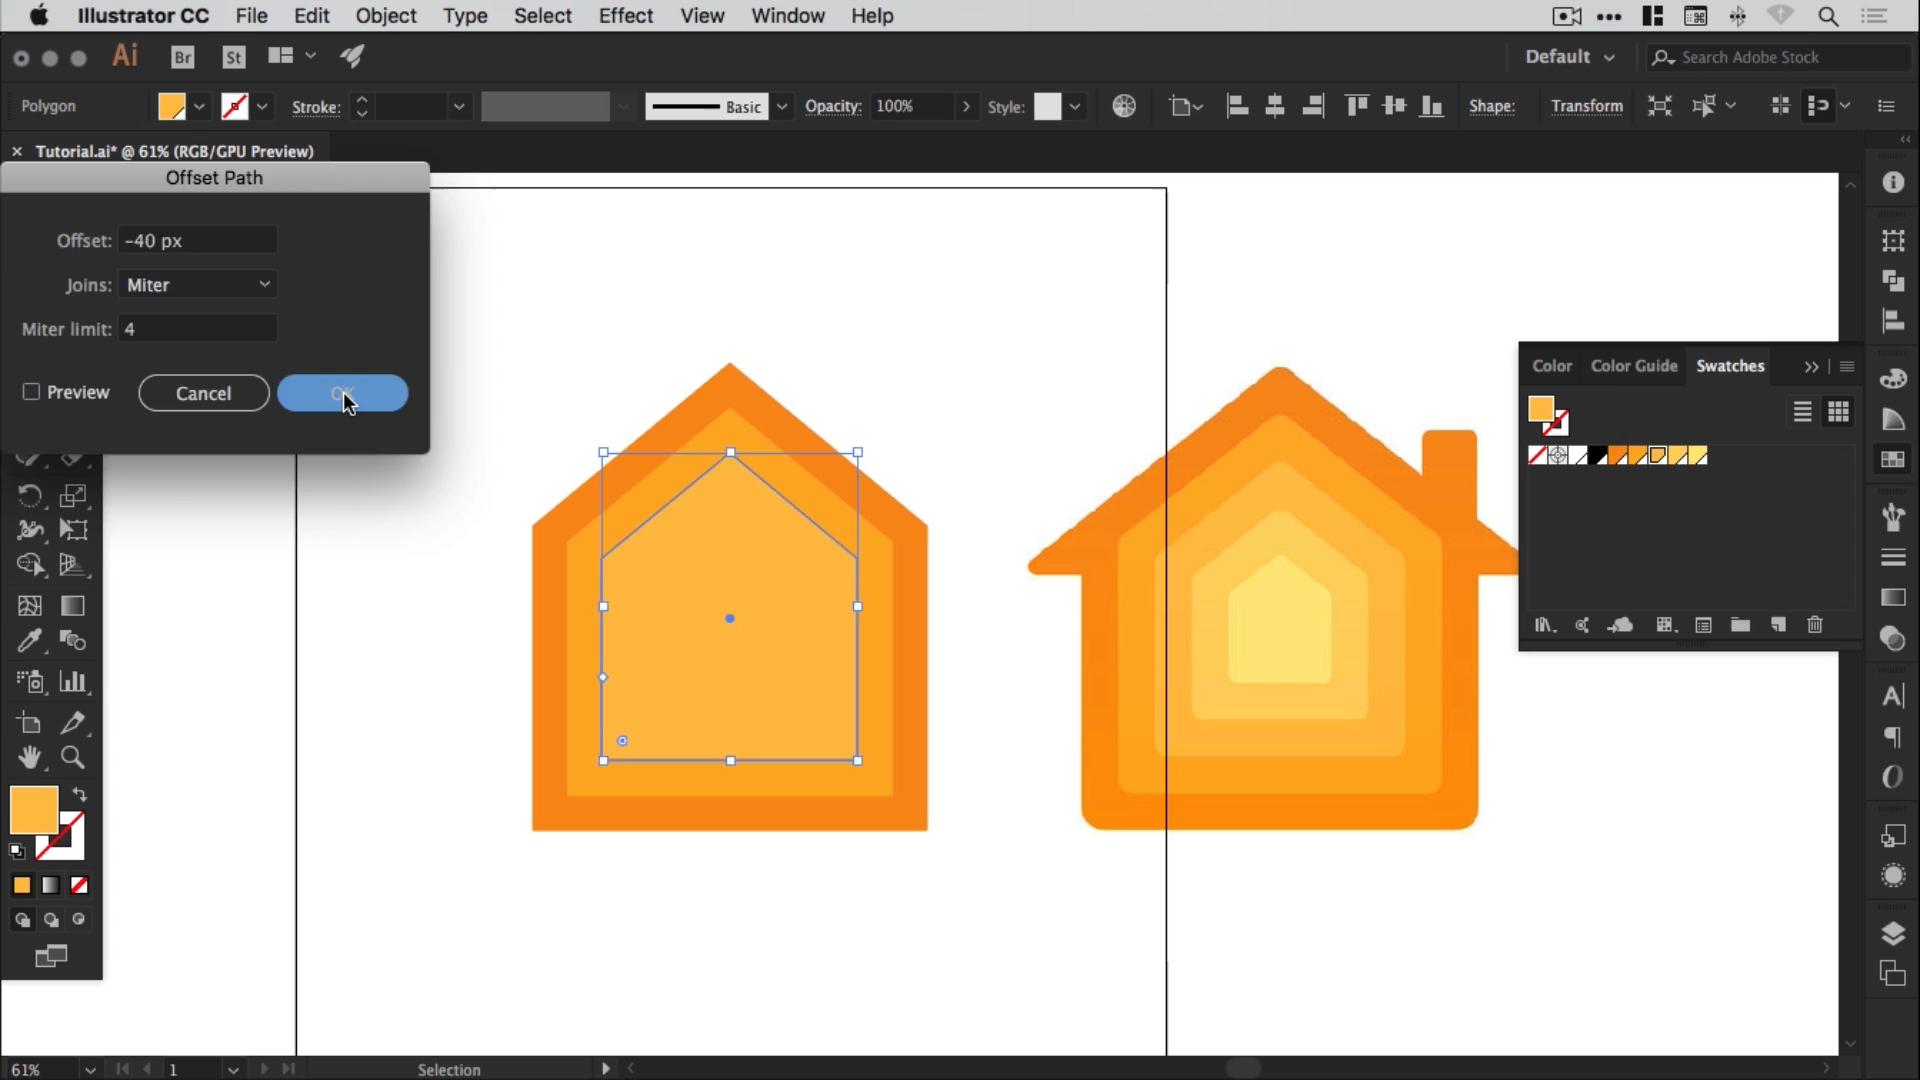 Illustrator CC File Edit Object Type Select Effect View Window Help
Ai Br St Default Search Adobe Stock
Polygon Stroke: Basic Opacity: 100% Style: Shape: Transform
Tutorial.ai* @ 61% (RGB/GPU Preview)
Offset Path
Offset: -40 px
Joins: Miter
Miter limit: 4
Preview Cancel OK
Color Color Guide Swatches
61% 1 Selection